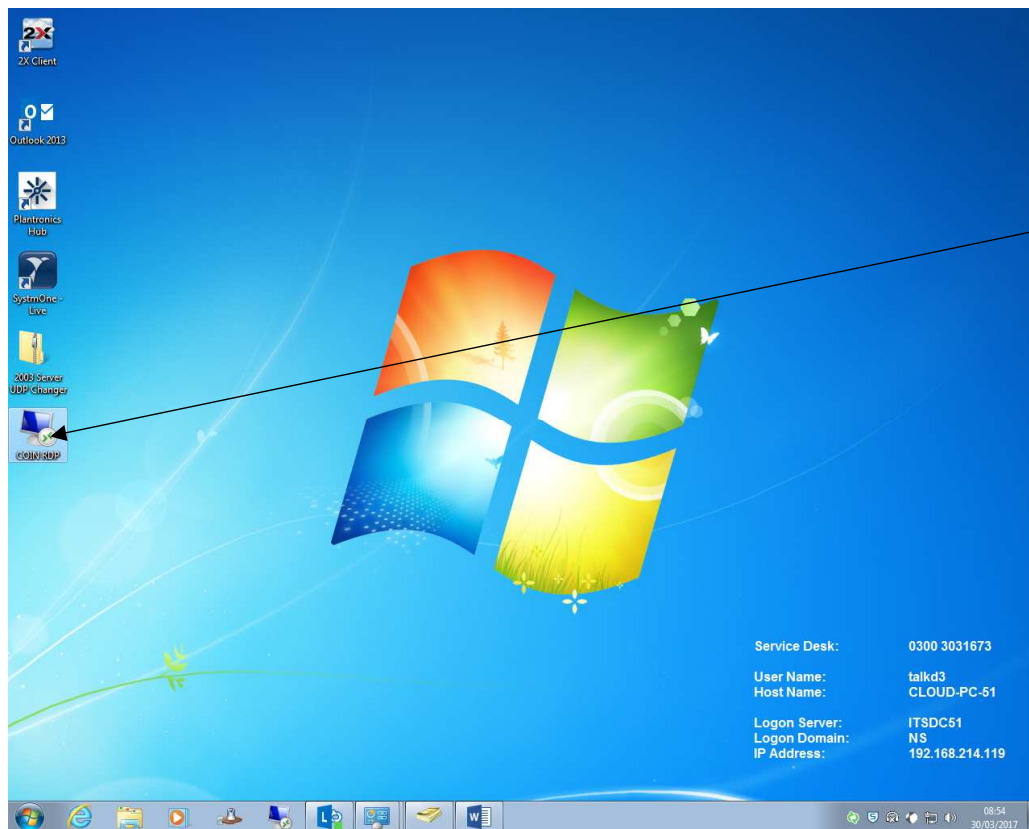 2X
2X Client
Outlook 2013
Plantronics
Hub
SystmOne -
Live
2003 Server
UDP Changer
COIN RDP
Service Desk: 0300 3031673
User Name: talkd3
Host Name: CLOUD-PC-51
Logon Server: ITSDC51
Logon Domain: NS
IP Address: 192.168.214.119
08:54
30/03/2017